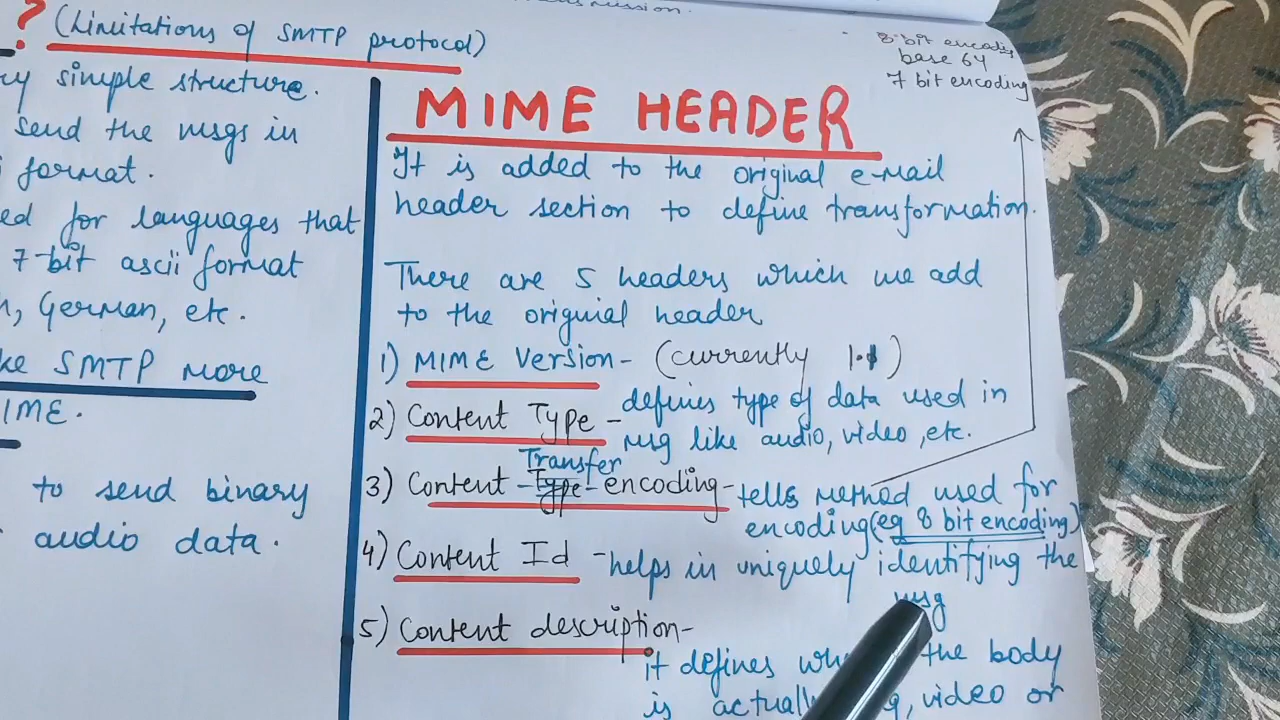 ? (Limitations of SMTP protocol)
ry simple structure.
send the msgs in
format.
ed for languages that
7-bit ascii format
n, German, etc.
ke SMTP more
IME.
to send binary
audio data.
8-bit encoding
base 64
7 bit encoding
MIME HEADER
It is added to the original e-mail
header section to define transformation.
There are 5 headers which we add
to the original header
1) MIME Version- (currently 1.1)
2) Content Type - defines type of data used in
msg like audio, video, etc.
Transfer
3) Content -Type- encoding- tells method used for
encoding (eg 8 bit encoding)
4) Content Id - helps in uniquely identifying the
msg
5) Content description-
it defines the body
is actually video or